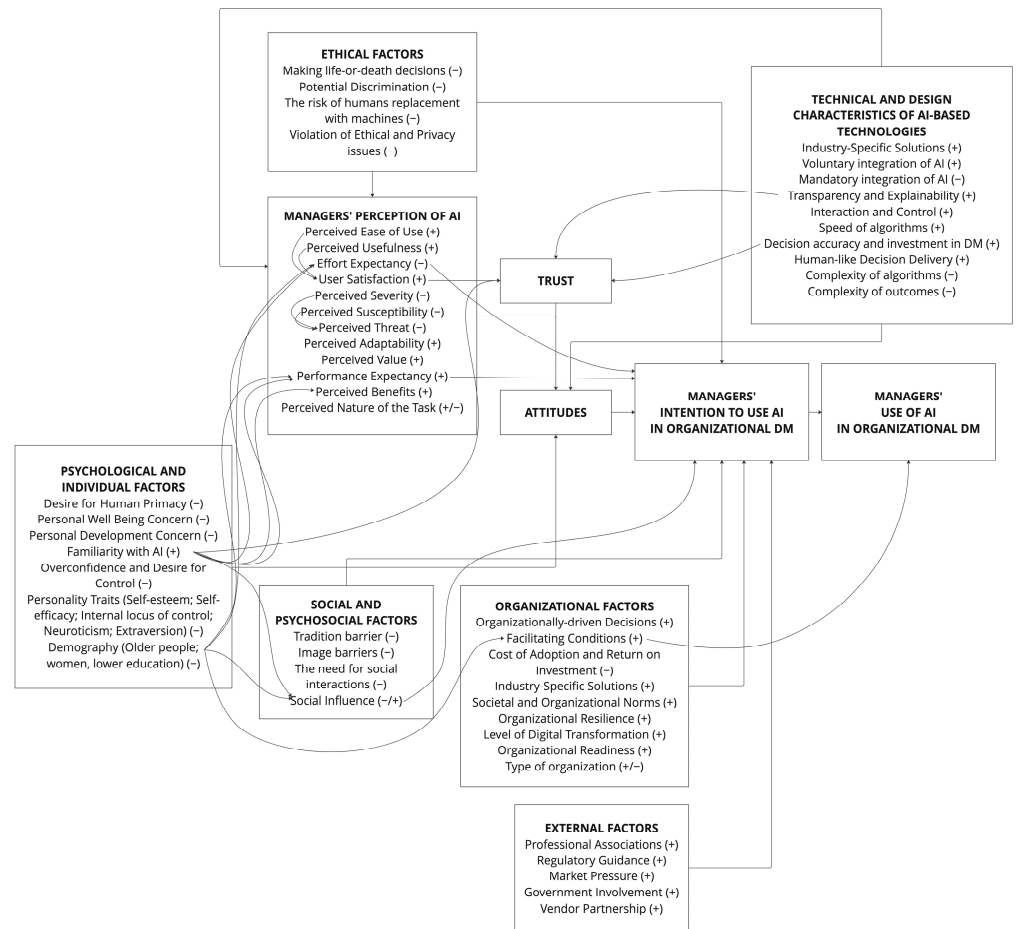 ETHICAL FACTORS
Making life-or-death decisions (−)
Potential Discrimination (−)
The risk of humans replacement
with machines (−)
Violation of Ethical and Privacy
issues ( )
TECHNICAL AND DESIGN
CHARACTERISTICS OF AI-BASED
TECHNOLOGIES
Industry-Specific Solutions (+)
Voluntary integration of AI (+)
Mandatory integration of AI (−)
Transparency and Explainability (+)
Interaction and Control (+)
Speed of algorithms (+)
Decision accuracy and investment in DM (+)
Human-like Decision Delivery (+)
Complexity of algorithms (−)
Complexity of outcomes (−)
MANAGERS' PERCEPTION OF AI
Perceived Ease of Use (+)
Perceived Usefulness (+)
Effort Expectancy (−)
User Satisfaction (+)
Perceived Severity (−)
Perceived Susceptibility (−)
Perceived Threat (−)
Perceived Adaptability (+)
Perceived Value (+)
Performance Expectancy (+)
Perceived Benefits (+)
Perceived Nature of the Task (+/−)
TRUST
ATTITUDES
MANAGERS'
INTENTION TO USE AI
IN ORGANIZATIONAL DM
MANAGERS'
USE OF AI
IN ORGANIZATIONAL DM
PSYCHOLOGICAL AND
INDIVIDUAL FACTORS
Desire for Human Primacy (−)
Personal Well Being Concern (−)
Personal Development Concern (−)
Familiarity with AI (+)
Overconfidence and Desire for
Control (−)
Personality Traits (Self-esteem; Self-
efficacy; Internal locus of control;
Neuroticism; Extraversion) (−)
Demography (Older people;
women, lower education) (−)
SOCIAL AND
PSYCHOSOCIAL FACTORS
Tradition barrier (−)
Image barriers (−)
The need for social
interactions (−)
Social Influence (−/+)
ORGANIZATIONAL FACTORS
Organizationally-driven Decisions (+)
Facilitating Conditions (+)
Cost of Adoption and Return on
Investment (−)
Industry Specific Solutions (+)
Societal and Organizational Norms (+)
Organizational Resilience (+)
Level of Digital Transformation (+)
Organizational Readiness (+)
Type of organization (+/−)
EXTERNAL FACTORS
Professional Associations (+)
Regulatory Guidance (+)
Market Pressure (+)
Government Involvement (+)
Vendor Partnership (+)